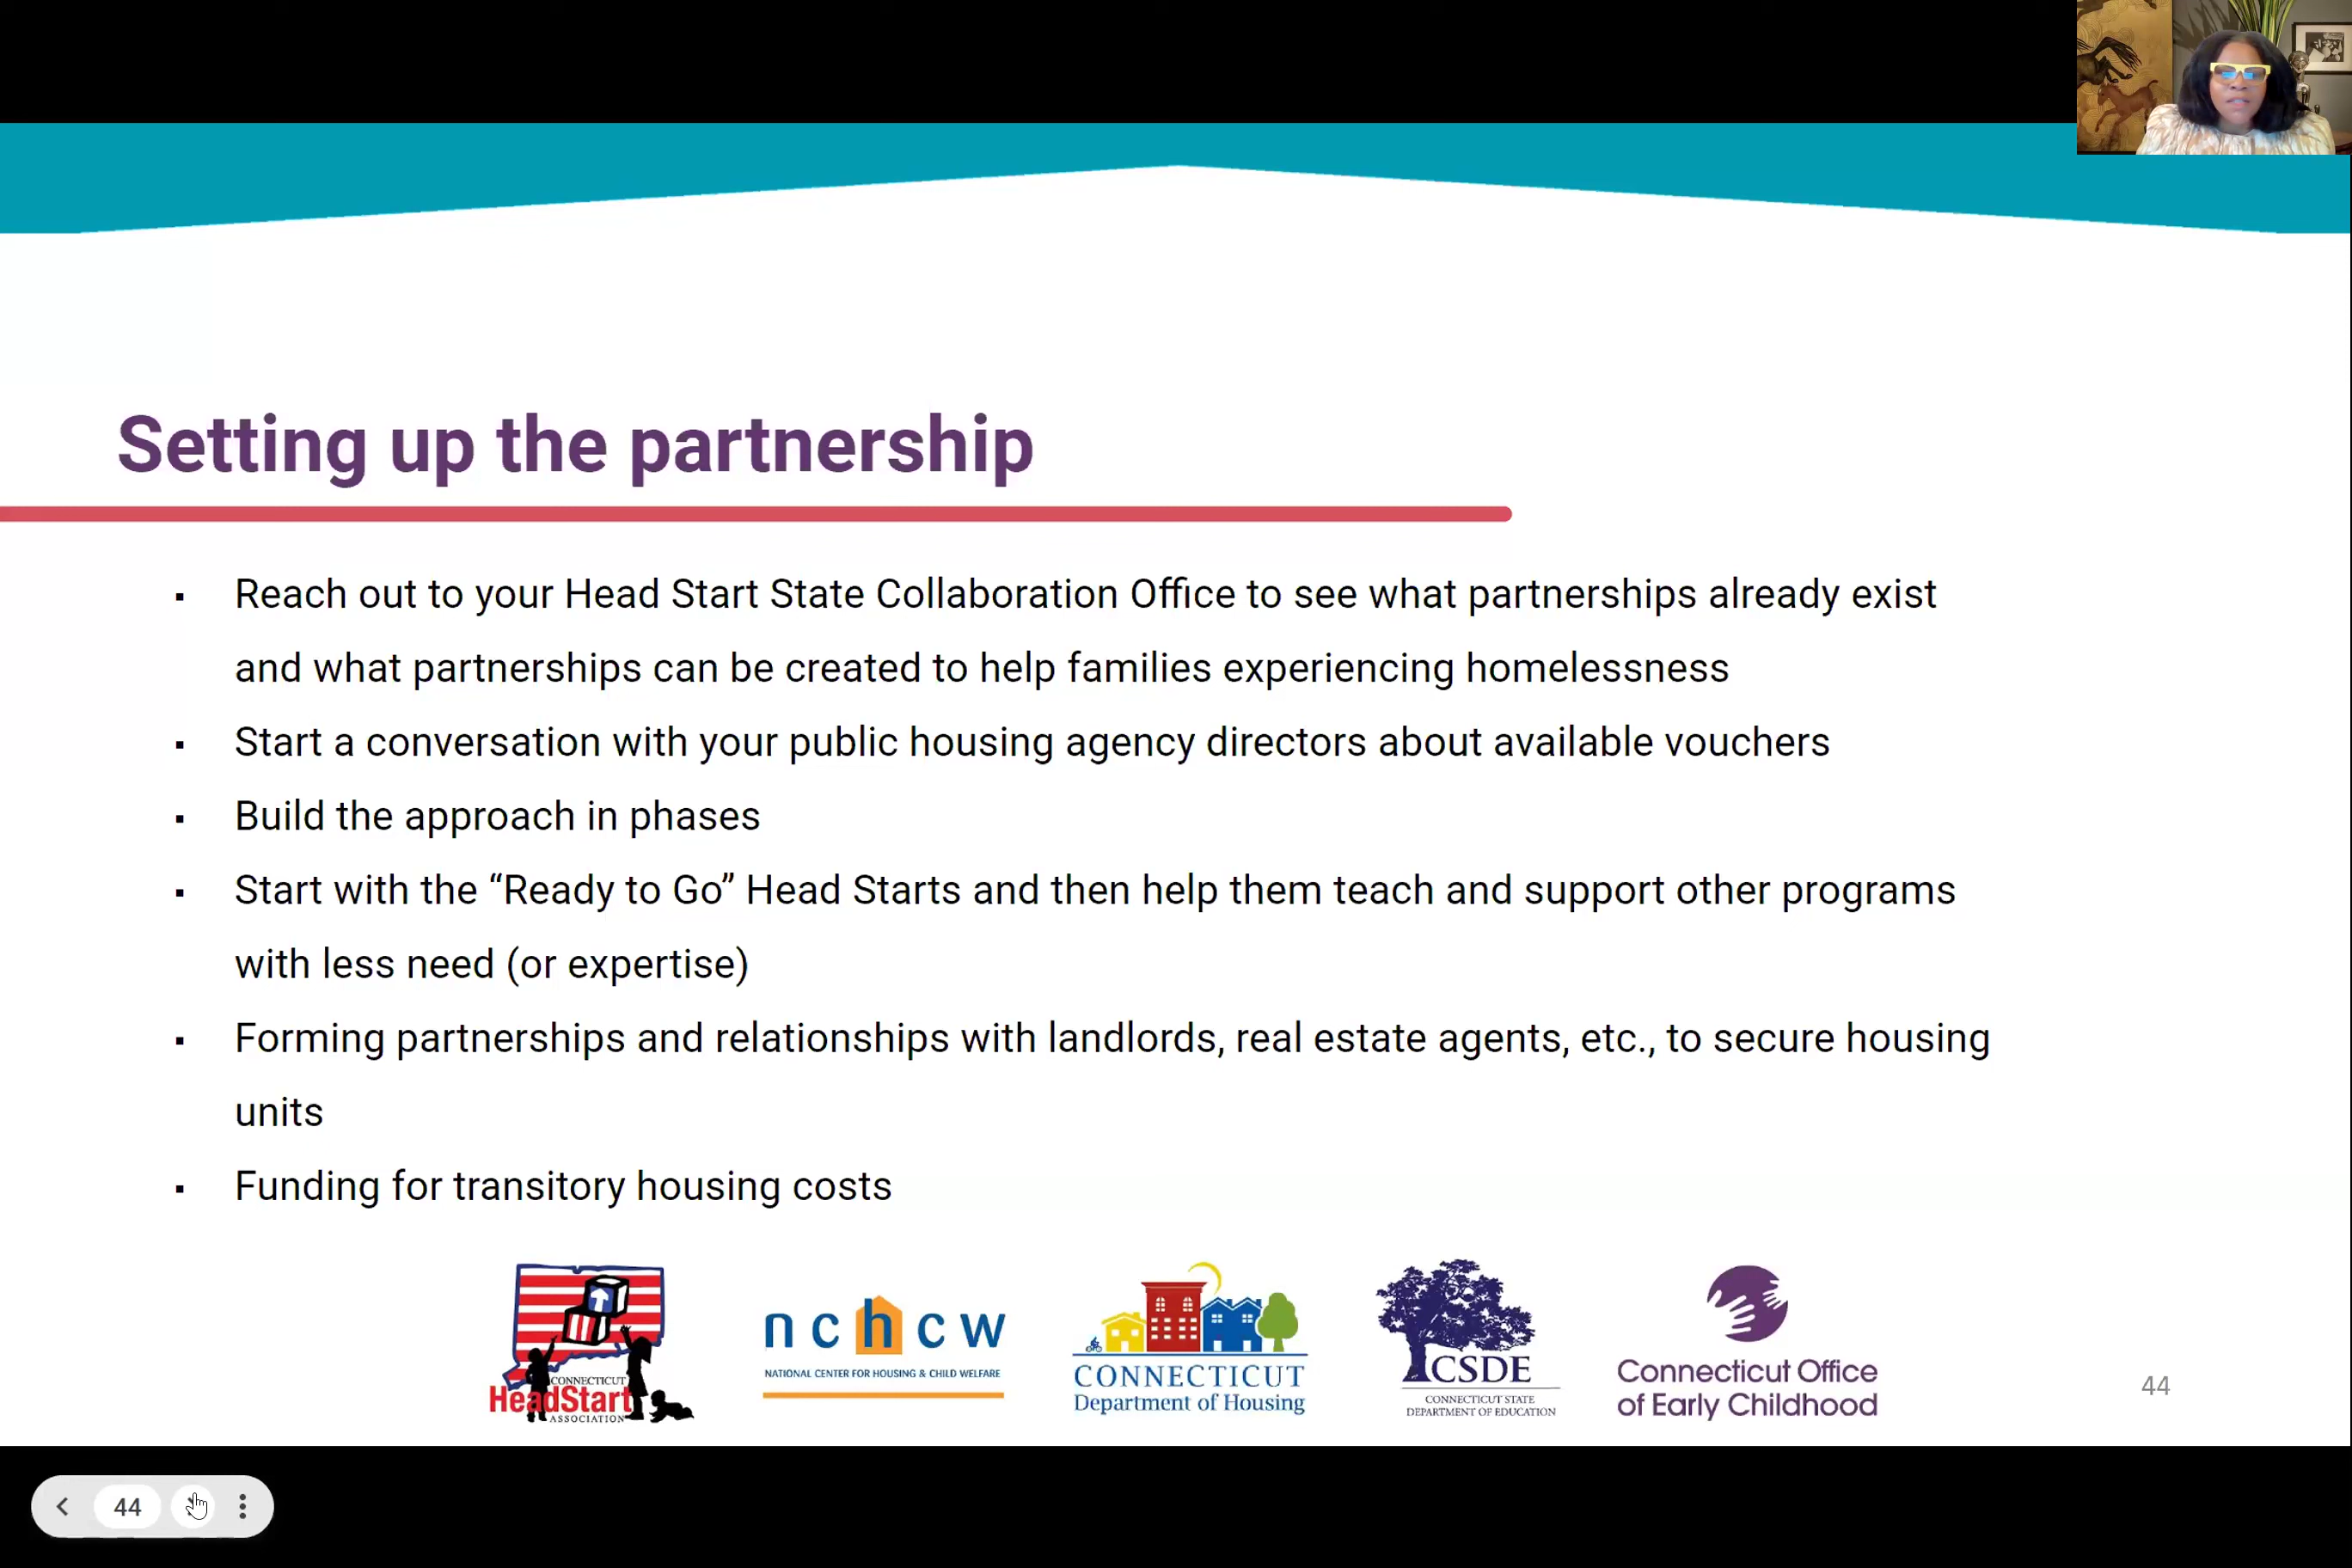 Setting up the partnership
▪ Reach out to your Head Start State Collaboration Office to see what partnerships already exist
and what partnerships can be created to help families experiencing homelessness
▪ Start a conversation with your public housing agency directors about available vouchers
▪ Build the approach in phases
▪ Start with the “Ready to Go” Head Starts and then help them teach and support other programs
with less need (or expertise)
▪ Forming partnerships and relationships with landlords, real estate agents, etc., to secure housing
units
▪ Funding for transitory housing costs
CONNECTICUT
HeadStart
ASSOCIATION
nchcw
NATIONAL CENTER FOR HOUSING & CHILD WELFARE
CONNECTICUT
Department of Housing
CSDE
CONNECTICUT STATE
DEPARTMENT OF EDUCATION
Connecticut Office
of Early Childhood
44
44